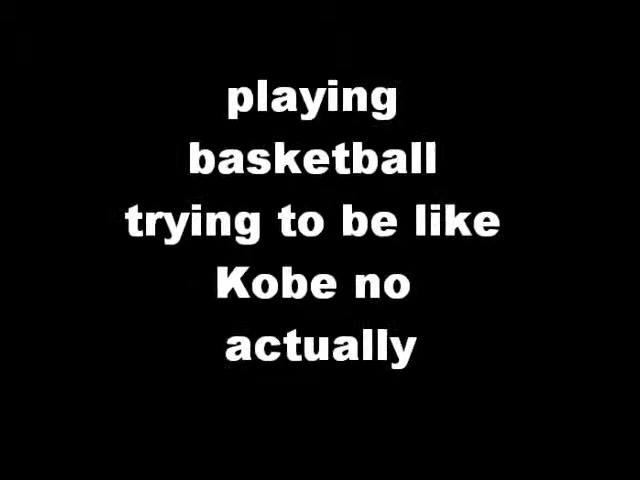 playing
basketball
trying to be like
Kobe no
actually